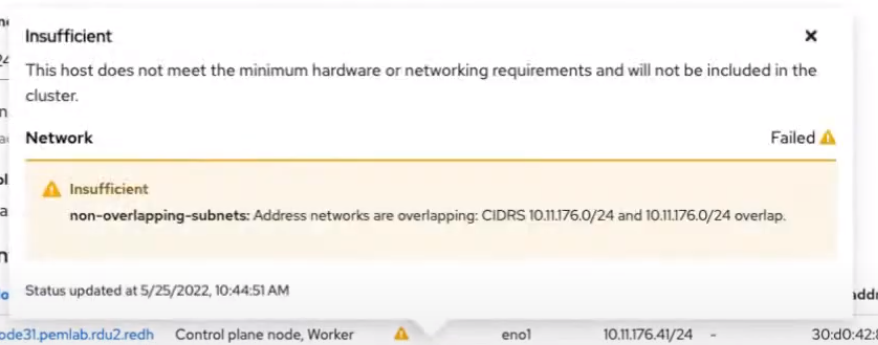 Insufficient
This host does not meet the minimum hardware or networking requirements and will not be included in the
cluster.
Network Failed
Insufficient
non-overlapping-subnets: Address networks are overlapping: CIDRS 10.11.176.0/24 and 10.11.176.0/24 overlap.
Status updated at 5/25/2022, 10:44:51 AM
addr
ode31.pemlab.rdu2.redh Control plane node, Worker eno1 10.11.176.41/24 - 30:d0:42: